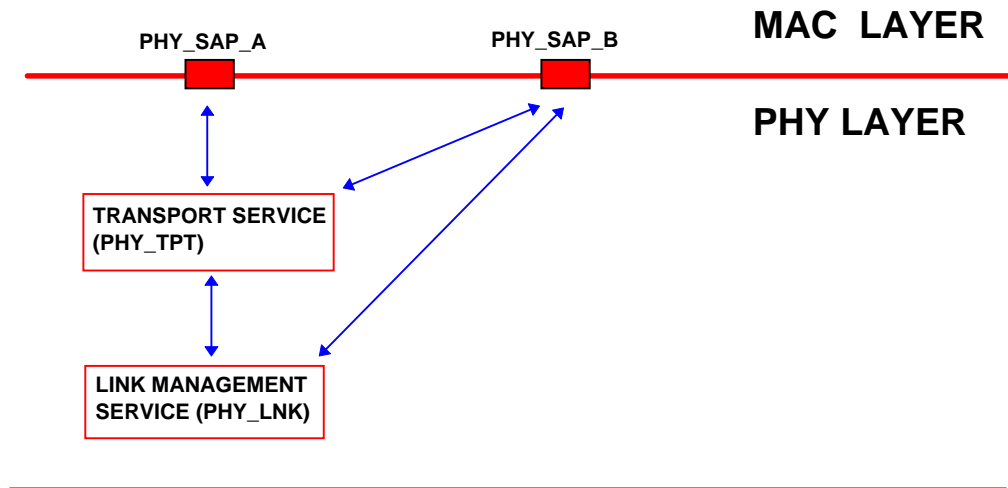 MAC LAYER
PHY_SAP_A
PHY_SAP_B
PHY LAYER
TRANSPORT SERVICE
(PHY_TPT)
LINK MANAGEMENT
SERVICE (PHY_LNK)